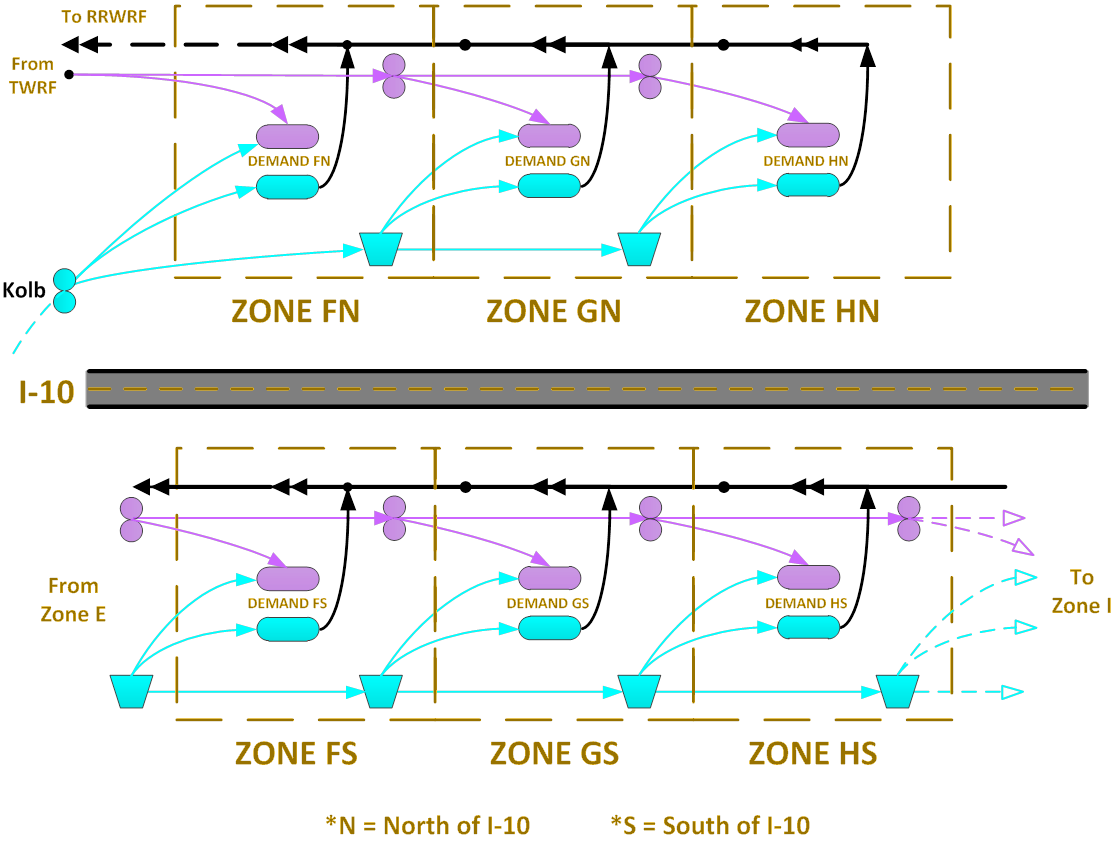 To RRWRF
From
TWRF
DEMAND FN
DEMAND GN
DEMAND HN
Kolb
ZONE FN
ZONE GN
ZONE HN
I-10
From
Zone E
DEMAND FS
DEMAND GS
DEMAND HS
To
Zone I
ZONE FS
ZONE GS
ZONE HS
*N = North of I-10
*S = South of I-10